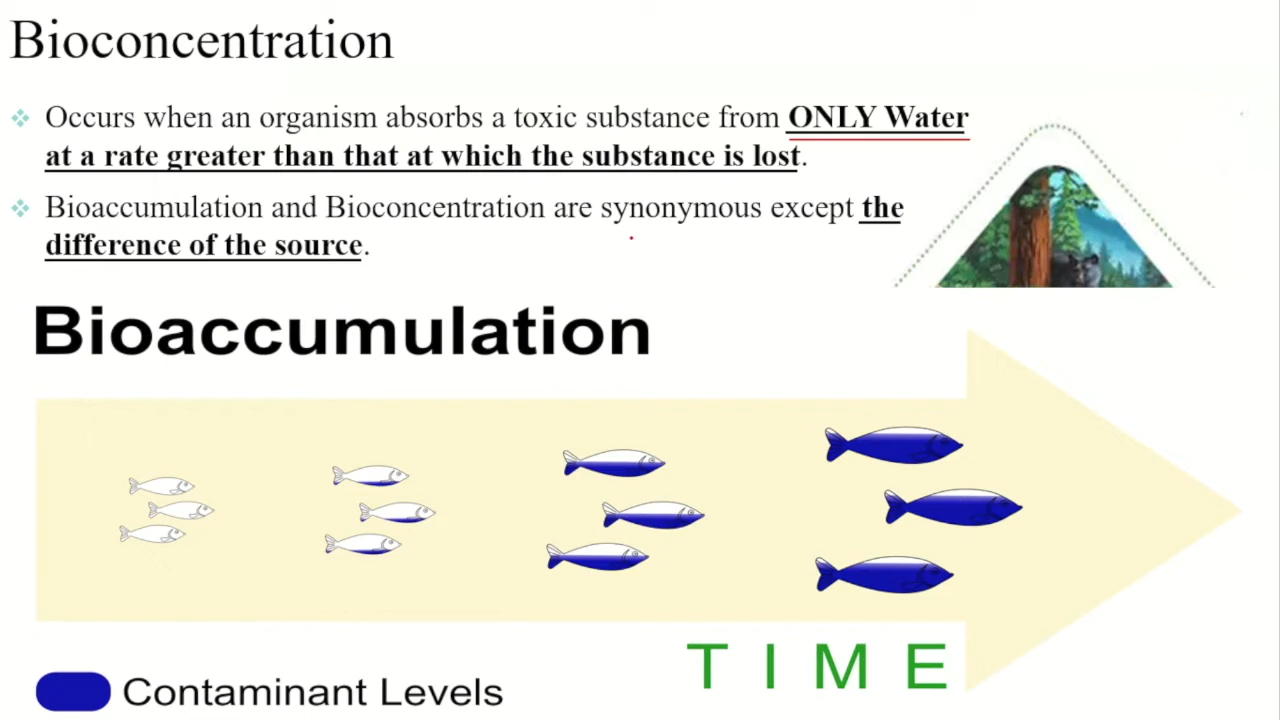 Bioconcentration
Occurs when an organism absorbs a toxic substance from ONLY Water
at a rate greater than that at which the substance is lost.
Bioaccumulation and Bioconcentration are synonymous except the
difference of the source.
Bioaccumulation
TIME
Contaminant Levels